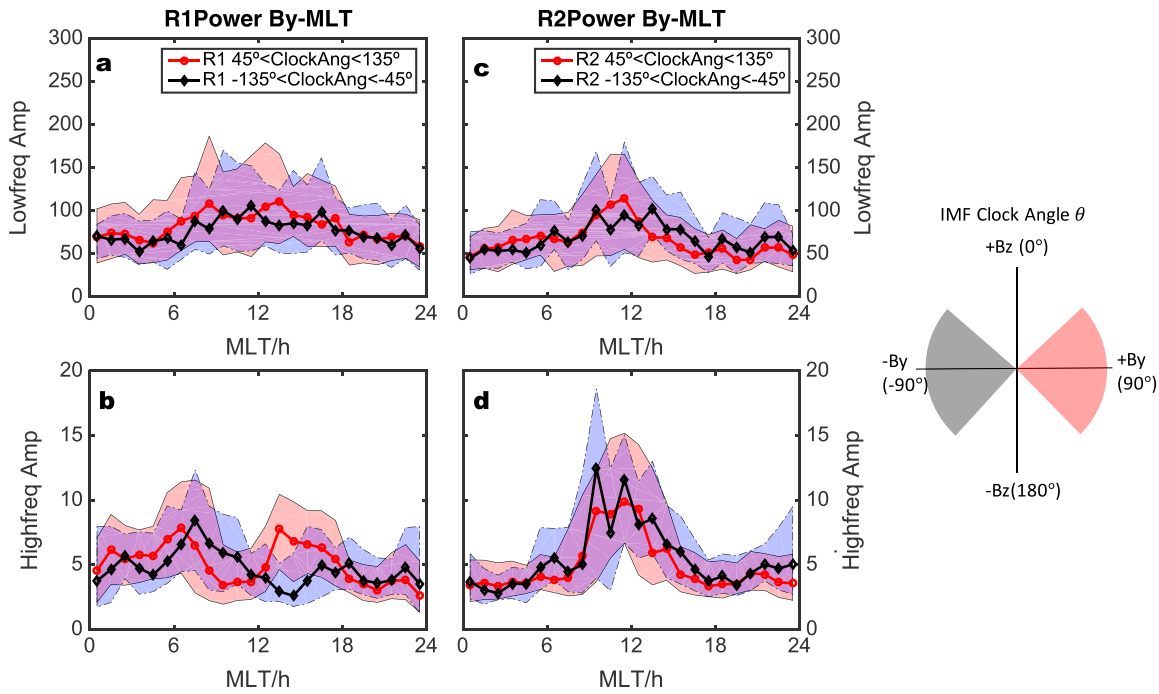 R1Power By-MLT
R2Power By-MLT
300
250
200
150
100
50
0
Lowfreq Amp
a
R1 45º<ClockAng<135º
R1 -135º<ClockAng<-45º
0
6
12
18
24
MLT/h
c
R2 45º<ClockAng<135º
R2 -135º<ClockAng<-45º
300
250
200
150
100
50
0
Lowfreq Amp
0
6
12
18
24
MLT/h
20
15
10
5
0
Highfreq Amp
b
0
6
12
18
24
MLT/h
d
20
15
10
5
0
Highfreq Amp
0
6
12
18
24
MLT/h
IMF Clock Angle θ
+Bz (0°)
-By
(-90°)
+By
(90°)
-Bz(180°)